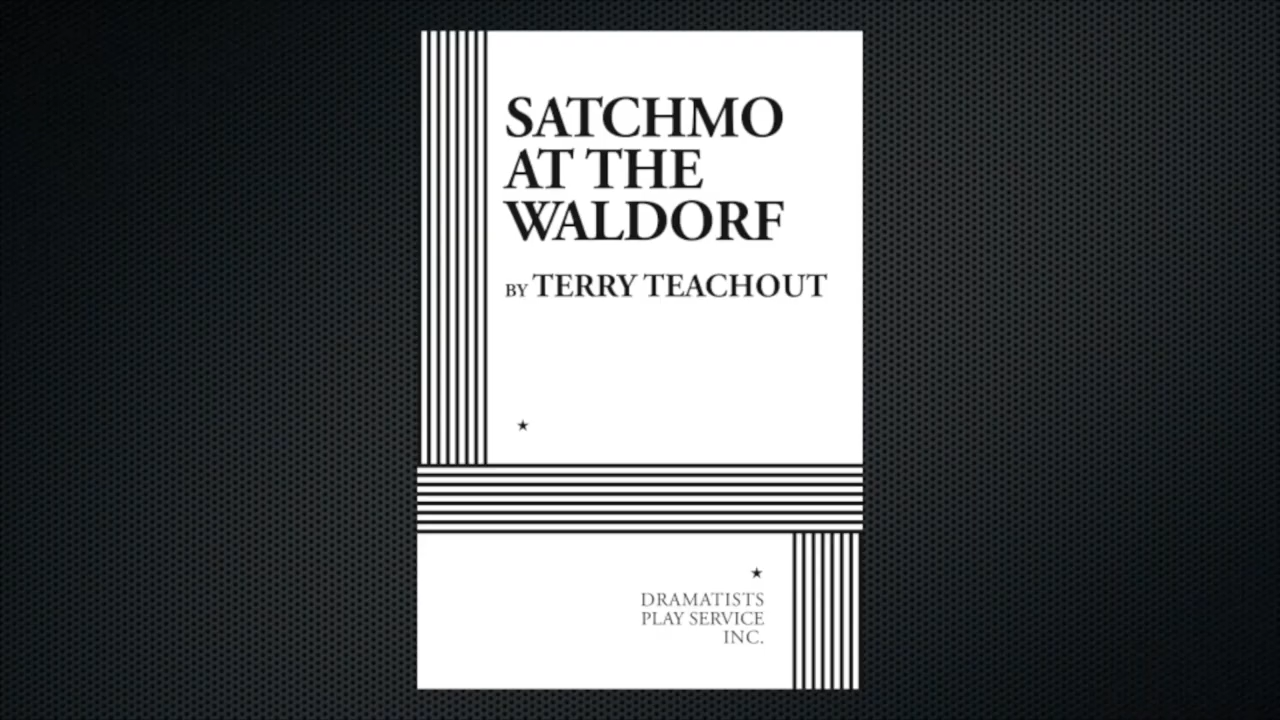 SATCHMO
AT THE
WALDORF
BY TERRY TEACHOUT
DRAMATISTS
PLAY SERVICE
INC.